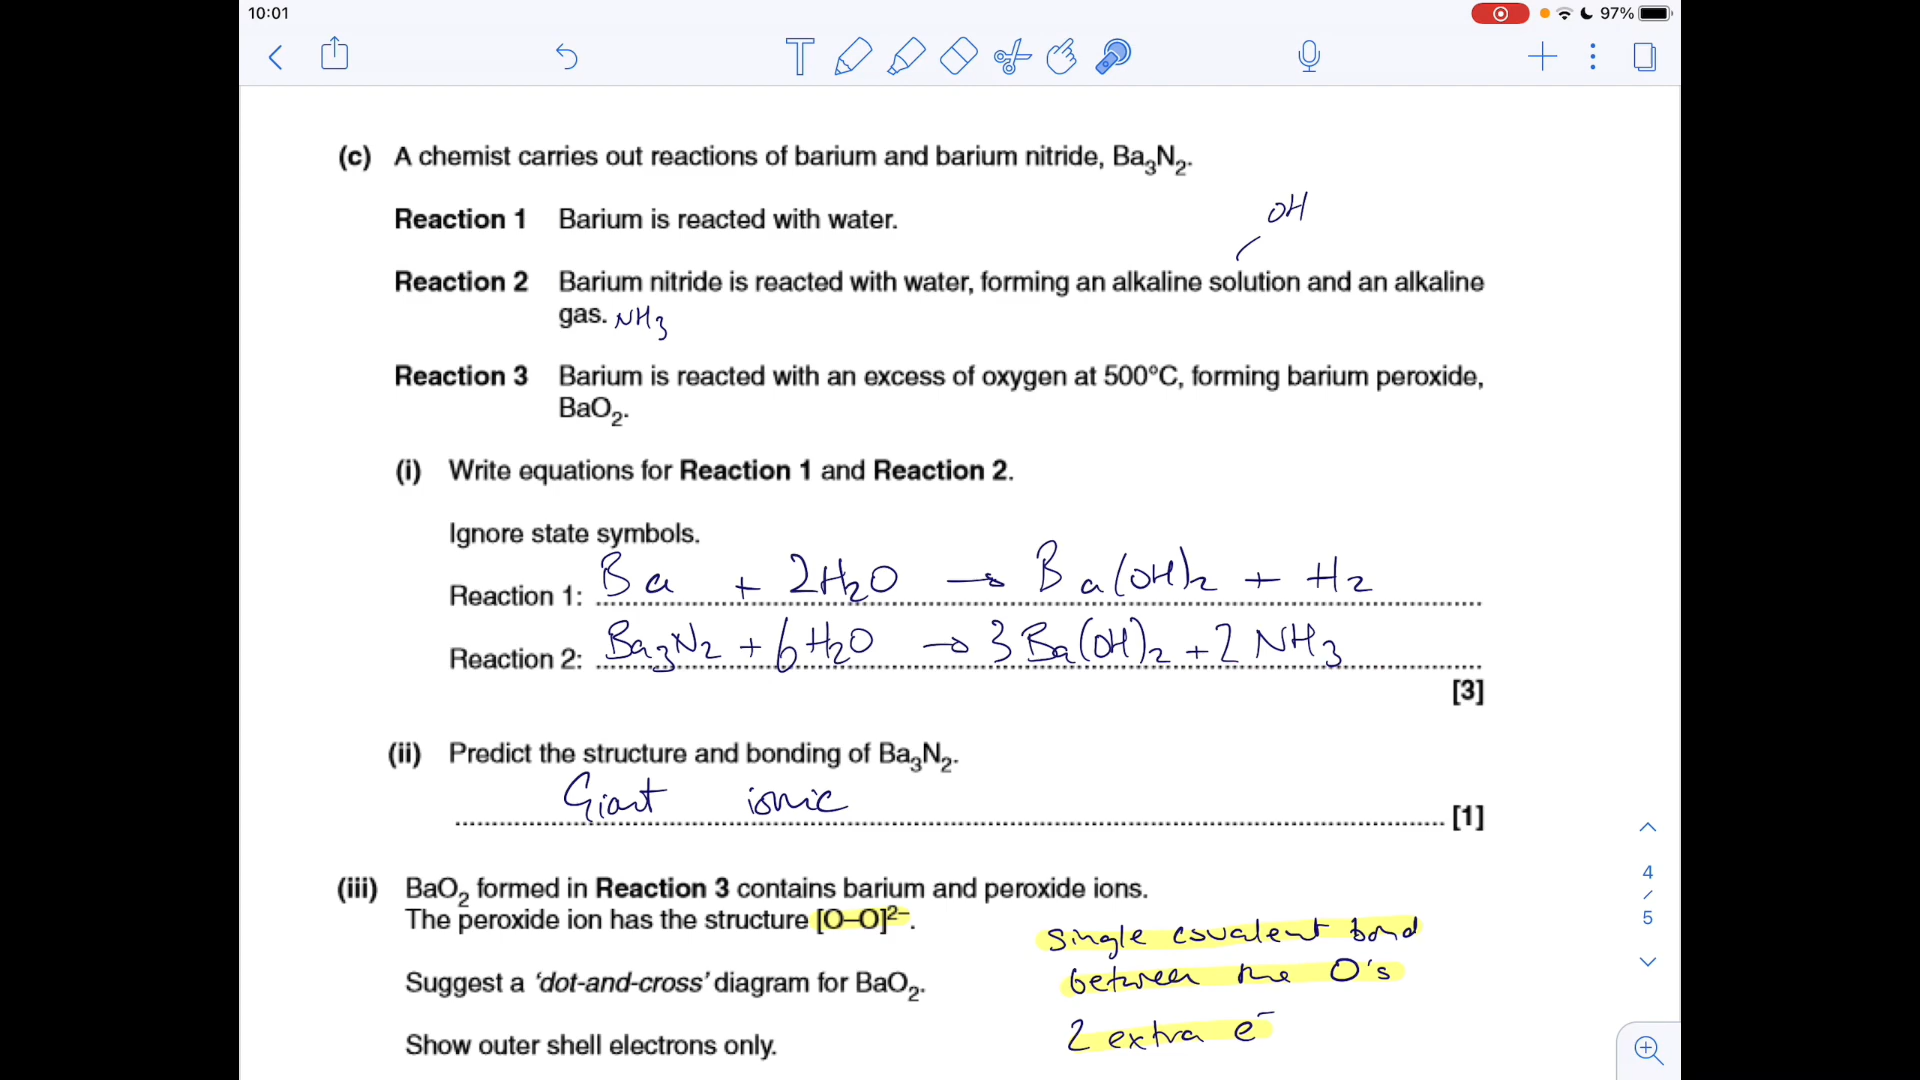 10:01
97%
T
(c) A chemist carries out reactions of barium and barium nitride, Ba₃N₂.
OH
Reaction 1 Barium is reacted with water.
Reaction 2 Barium nitride is reacted with water, forming an alkaline solution and an alkaline
gas. NH₃
Reaction 3 Barium is reacted with an excess of oxygen at 500°C, forming barium peroxide,
BaO₂.
(i) Write equations for Reaction 1 and Reaction 2.
Ignore state symbols.
Reaction 1: Ba + 2H₂O → Ba(OH)₂ + H₂
Reaction 2: Ba₃N₂ + 6H₂O → 3Ba(OH)₂ + 2NH₃
[3]
(ii) Predict the structure and bonding of Ba₃N₂.
Giant ionic
[1]
(iii) BaO₂ formed in Reaction 3 contains barium and peroxide ions.
The peroxide ion has the structure [O–O]²⁻.
Single covalent bond
between the O's
Suggest a ‘dot-and-cross’ diagram for BaO₂.
2 extra e⁻
Show outer shell electrons only.
4
/
5